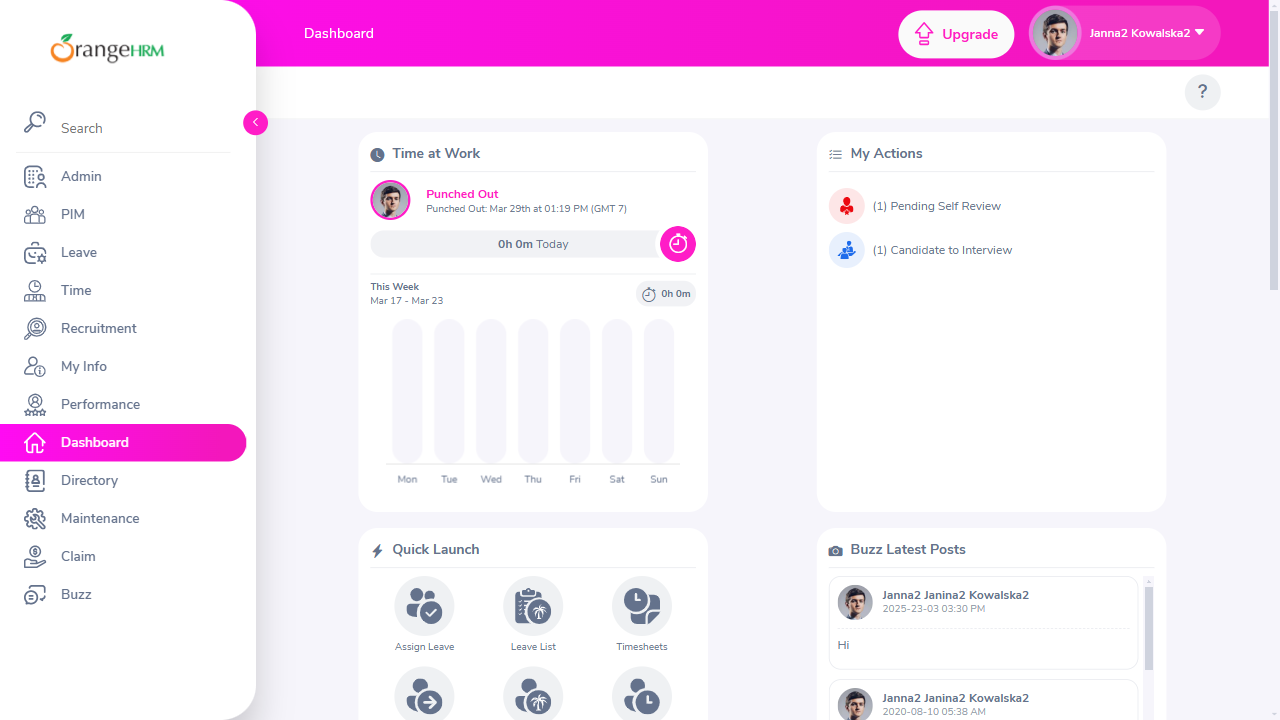 OrangeHRM
Dashboard
Upgrade
Janna2 Kowalska2
?
Search
Admin
PIM
Leave
Time
Recruitment
My Info
Performance
Dashboard
Directory
Maintenance
Claim
Buzz
Time at Work
Punched Out
Punched Out: Mar 29th at 01:19 PM (GMT 7)
0h 0m Today
This Week
Mar 17 - Mar 23
0h 0m
Mon Tue Wed Thu Fri Sat Sun
My Actions
(1) Pending Self Review
(1) Candidate to Interview
Quick Launch
Assign Leave
Leave List
Timesheets
Buzz Latest Posts
Janna2 Janina2 Kowalska2
2025-23-03 03:30 PM
Hi
Janna2 Janina2 Kowalska2
2020-08-10 05:38 AM